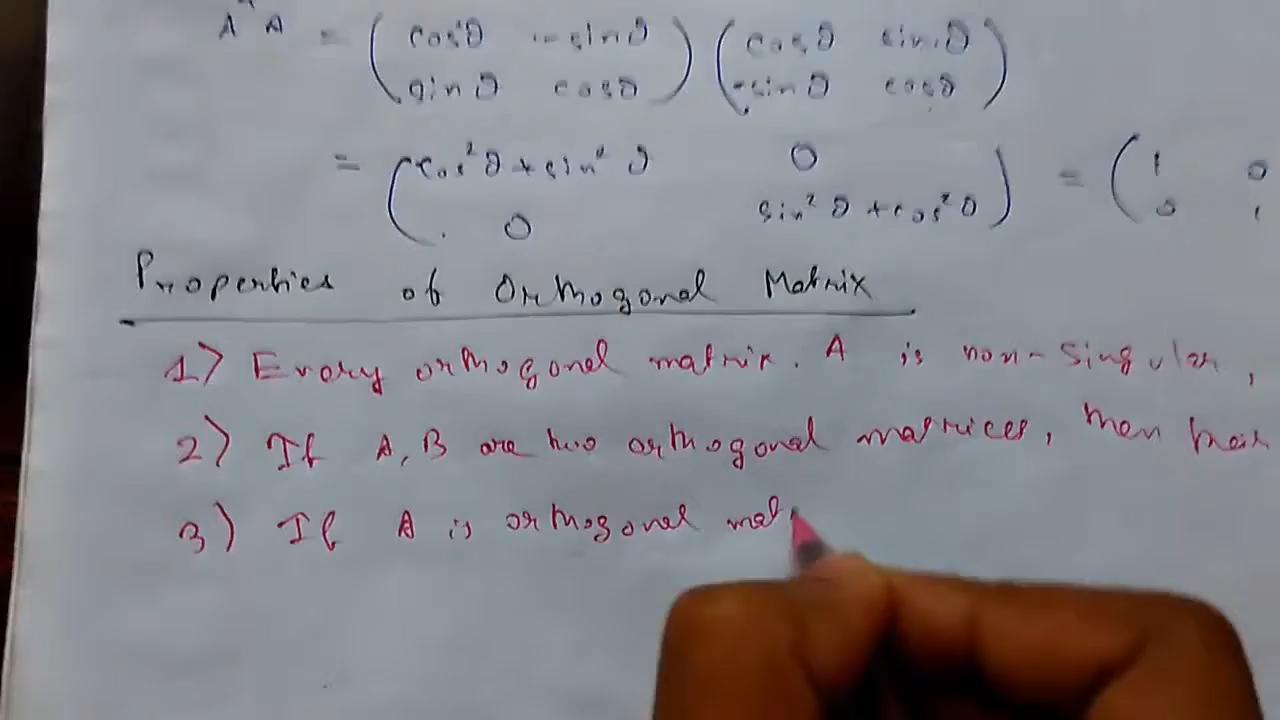 A A = ( cosθ -sinθ ) ( cosθ sinθ )
( sinθ cosθ ) ( -sinθ cosθ )
= ( cos²θ + sin²θ 0 ) = ( 1 0
( 0 sin²θ + cos²θ ) ( 0 1
Properties of Orthogonal Matrix
1) Every orthogonal matrix. A is non-singular,
2) If A, B are two orthogonal matrices, then
3) If A is orthogonal mat